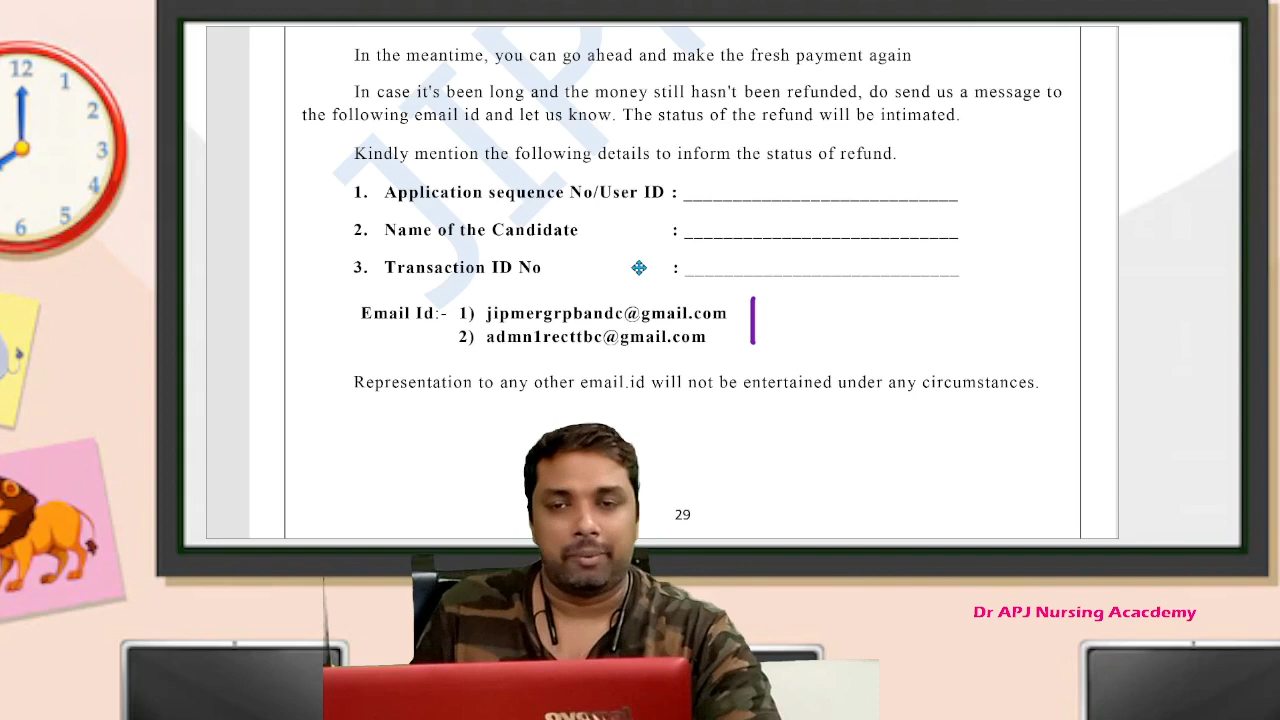 In the meantime, you can go ahead and make the fresh payment again
In case it's been long and the money still hasn't been refunded, do send us a message to
the following email id and let us know. The status of the refund will be intimated.
Kindly mention the following details to inform the status of refund.
1. Application sequence No/User ID : ____________________________
2. Name of the Candidate : ____________________________
3. Transaction ID No : ____________________________
Email Id:- 1) jipmergrpbandc@gmail.com
2) admn1recttbc@gmail.com
Representation to any other email.id will not be entertained under any circumstances.
29
Dr APJ Nursing Acacdemy
12
1
2
3
4
5
6